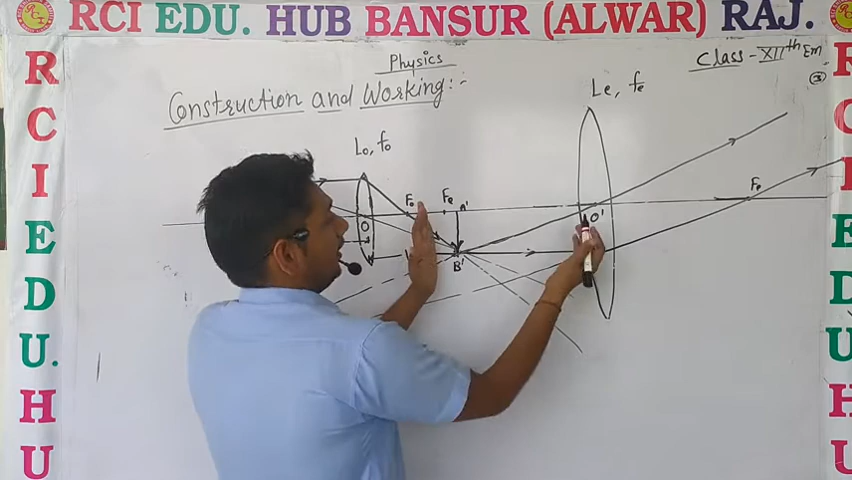 RCI EDU. HUB BANSUR (ALWAR) RAJ.
Physics
Class - XIIth Em
③
Construction and Working:-
Lo, fo
Le, fe
Fo
Fe
A'
O
O'
Fe
B'
R
C
I
E
D
U.
H
U